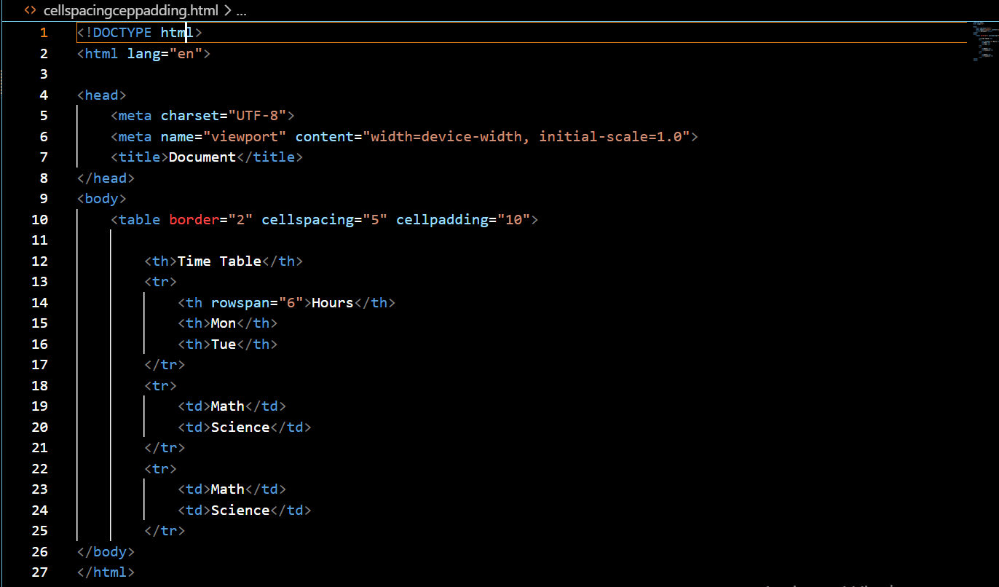 <> cellspacingceppadding.html > ...
1 <!DOCTYPE html>
2 <html lang="en">
3
4 <head>
5     <meta charset="UTF-8">
6     <meta name="viewport" content="width=device-width, initial-scale=1.0">
7     <title>Document</title>
8 </head>
9 <body>
10     <table border="2" cellspacing="5" cellpadding="10">
11
12         <th>Time Table</th>
13         <tr>
14             <th rowspan="6">Hours</th>
15             <th>Mon</th>
16             <th>Tue</th>
17         </tr>
18         <tr>
19             <td>Math</td>
20             <td>Science</td>
21         </tr>
22         <tr>
23             <td>Math</td>
24             <td>Science</td>
25         </tr>
26 </body>
27 </html>